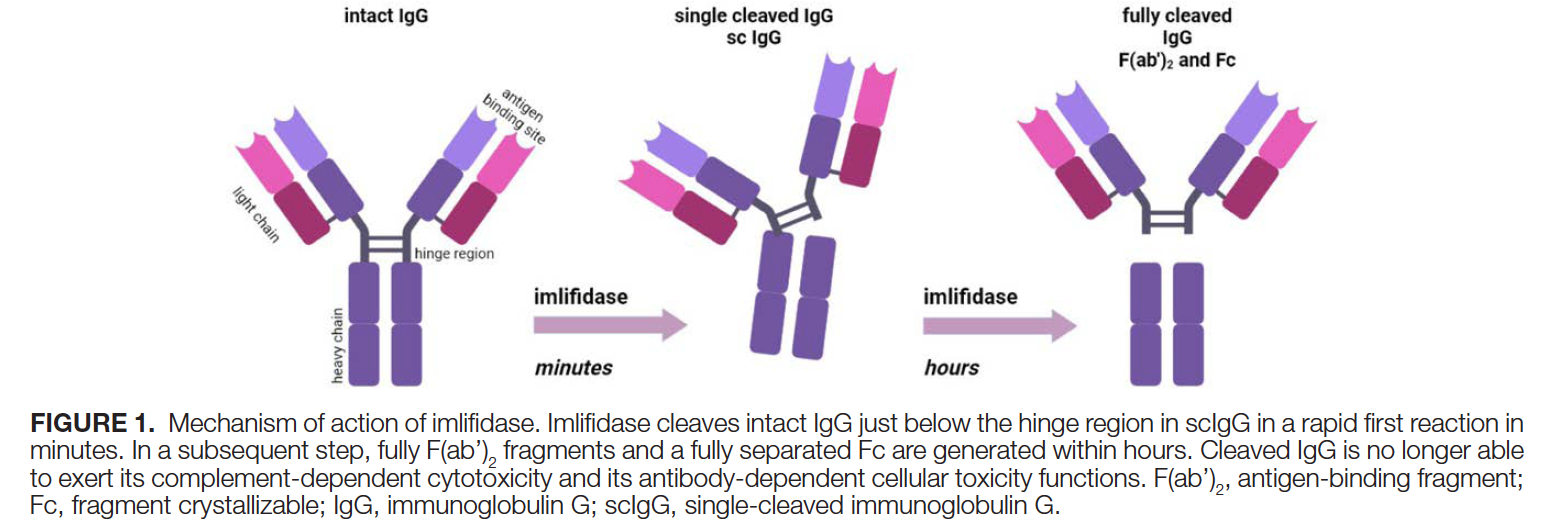 intact IgG
single cleaved IgG
sc IgG
fully cleaved
IgG
F(ab')₂ and Fc
antigen
binding site
light chain
hinge region
heavy chain
imlifidase
minutes
imlifidase
hours
FIGURE 1. Mechanism of action of imlifidase. Imlifidase cleaves intact IgG just below the hinge region in scIgG in a rapid first reaction in
minutes. In a subsequent step, fully F(ab’)₂ fragments and a fully separated Fc are generated within hours. Cleaved IgG is no longer able
to exert its complement-dependent cytotoxicity and its antibody-dependent cellular toxicity functions. F(ab’)₂, antigen-binding fragment;
Fc, fragment crystallizable; IgG, immunoglobulin G; scIgG, single-cleaved immunoglobulin G.